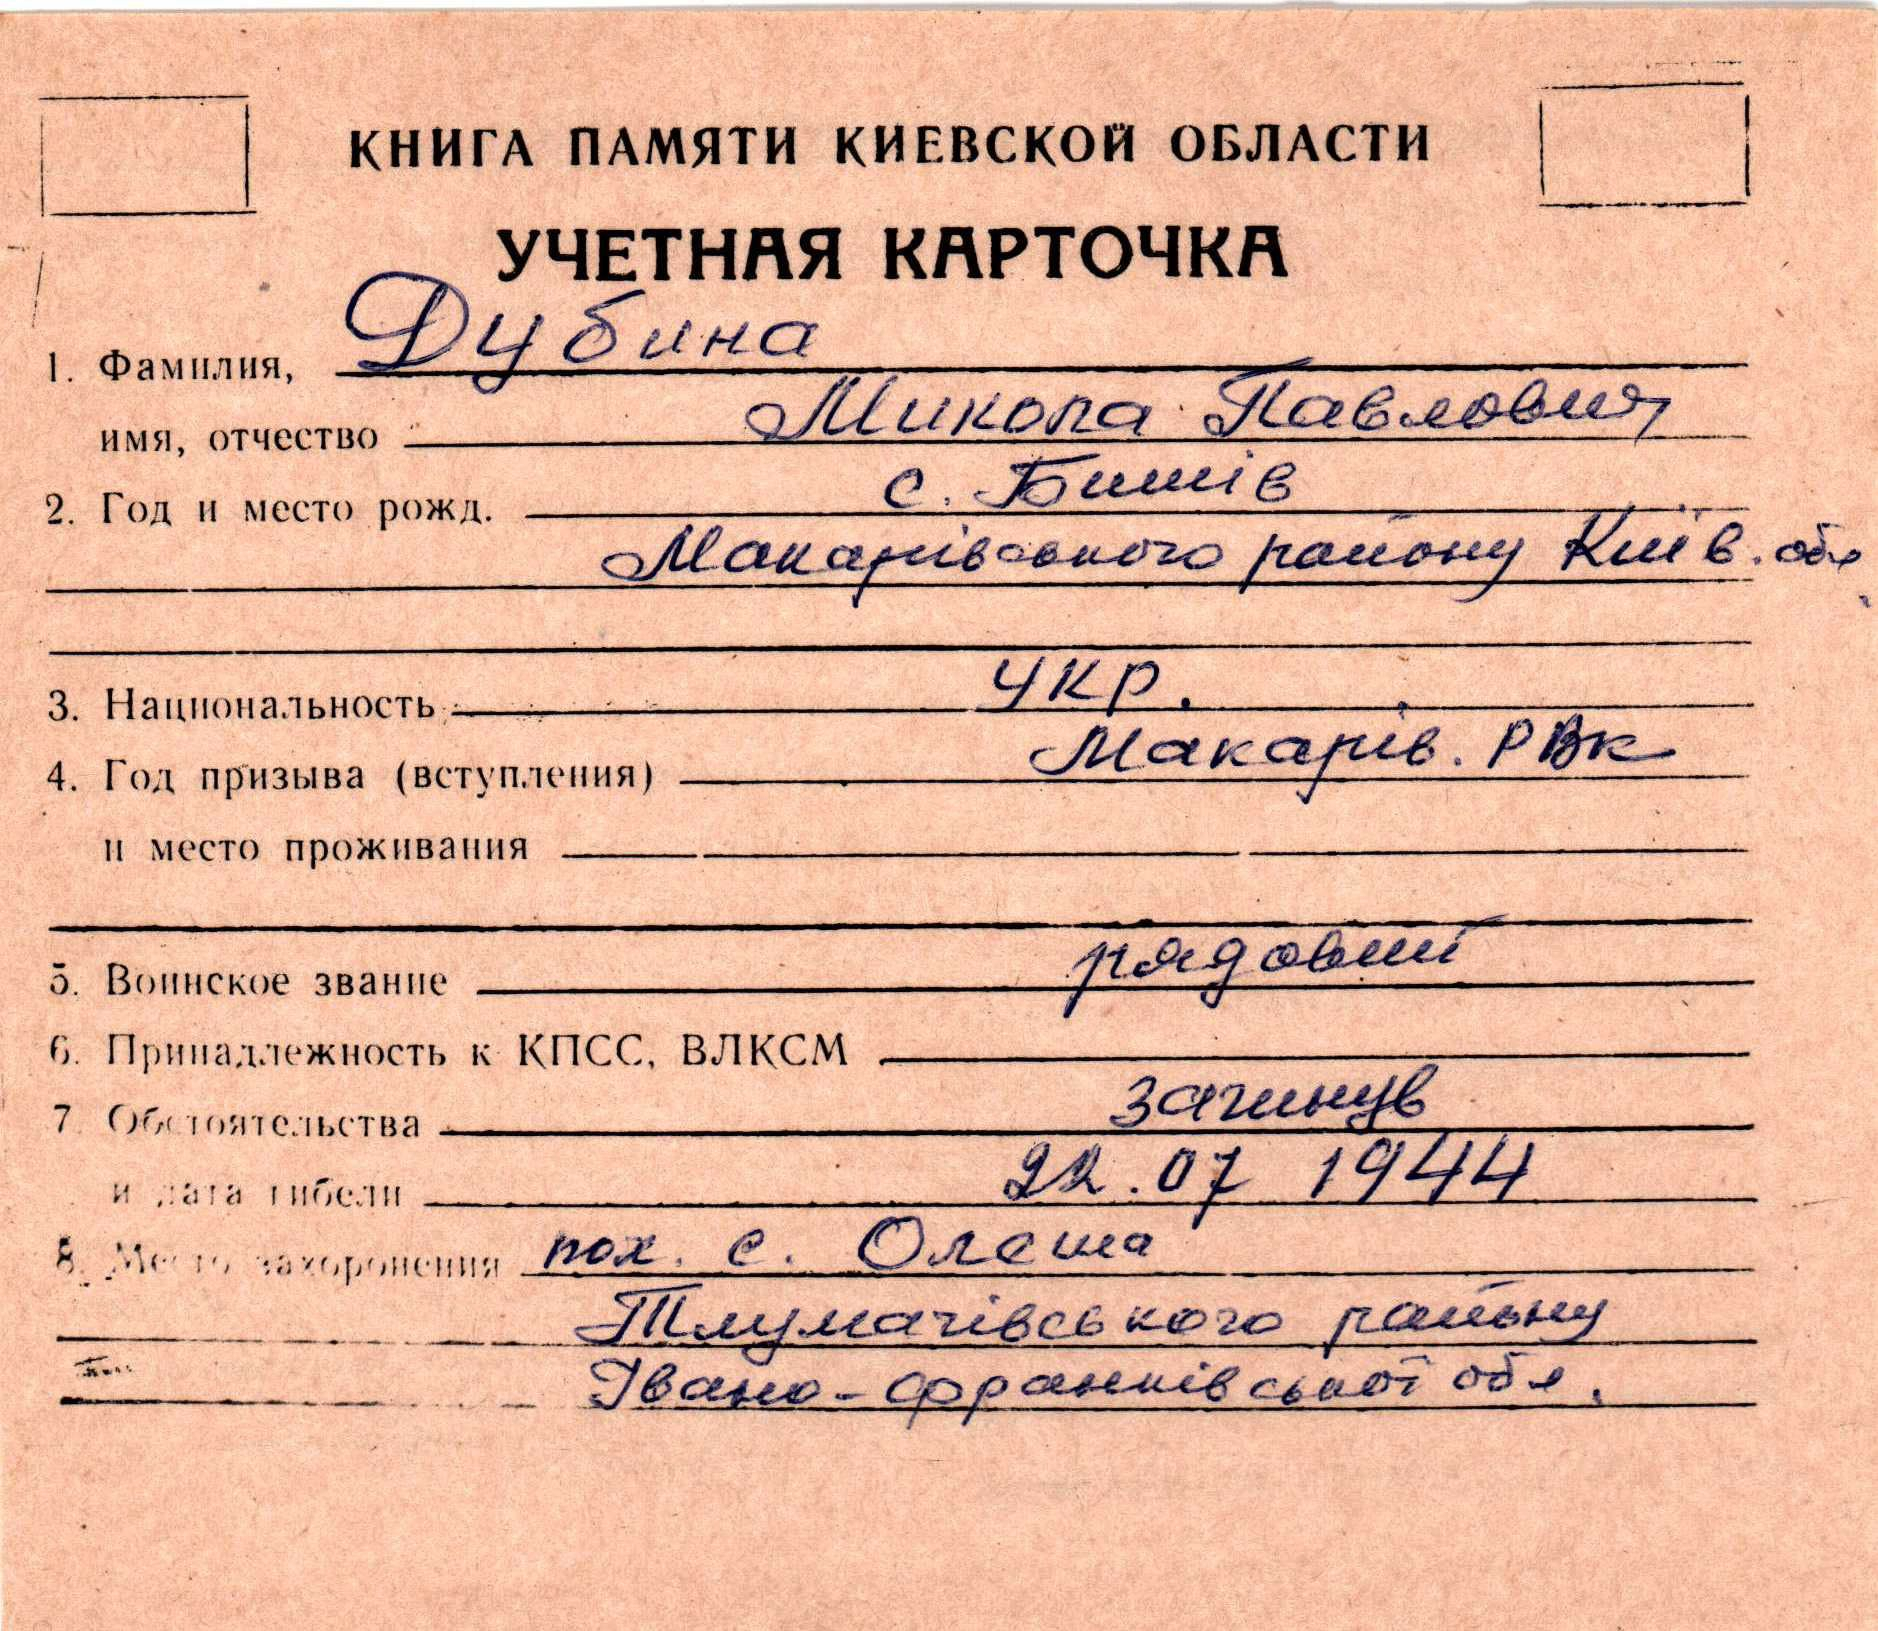 КНИГА ПАМЯТИ КИЕВСКОЙ ОБЛАСТИ
УЧЕТНАЯ КАРТОЧКА
1. Фамилия, Дубина
имя, отчество Микола Павлович
2. Год и место рожд. с. Бишів
Макарівського району Київ. обл
3. Национальность укр.
4. Год призыва (вступления) Макарів. РВК
и место проживания
5. Воинское звание рядовий
6. Принадлежность к КПСС, ВЛКСМ
7. Обстоятельства загинув
и дата гибели 22.07 1944
8. Место захоронения пох. с. Олеша
Тлумачівського району
Івано-Франківської обл.